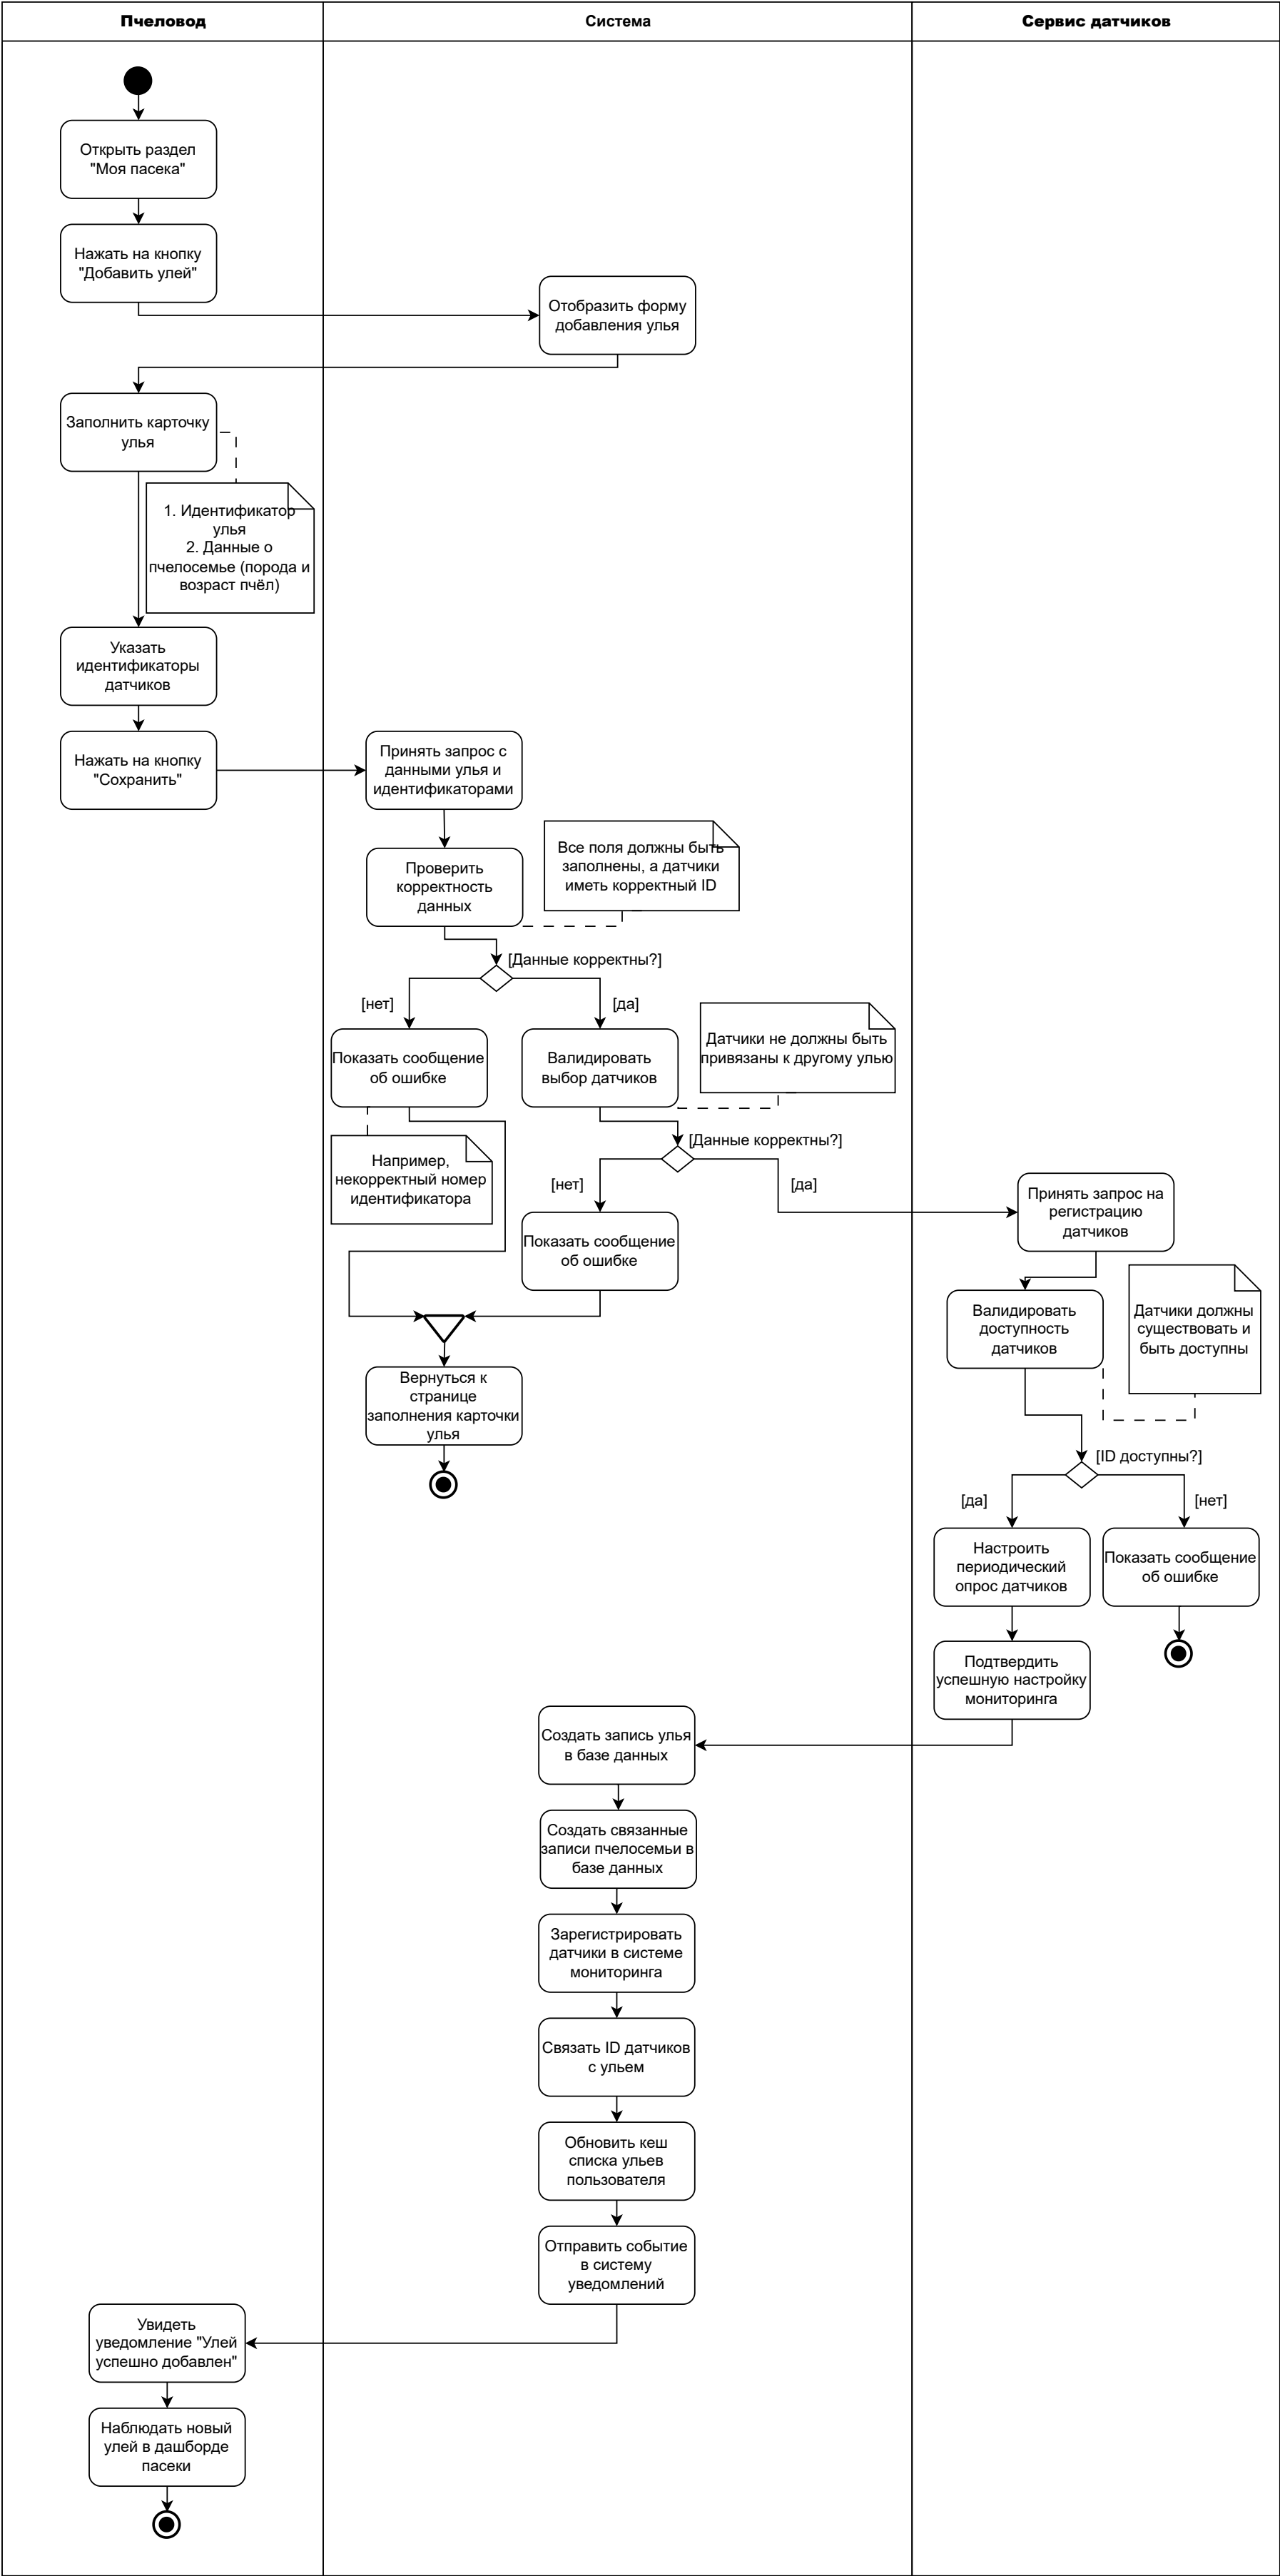 Пчеловод
Система
Сервис датчиков
Открыть раздел
"Моя пасека"
Нажать на кнопку
"Добавить улей"
Отобразить форму
добавления улья
Заполнить карточку
улья
1. Идентификатор
улья
2. Данные о
пчелосемье (порода и
возраст пчёл)
Указать
идентификаторы
датчиков
Нажать на кнопку
"Сохранить"
Принять запрос с
данными улья и
идентификаторами
Проверить
корректность
данных
Все поля должны быть
заполнены, а датчики
иметь корректный ID
[Данные корректны?]
[нет]
[да]
Показать сообщение
об ошибке
Валидировать
выбор датчиков
Датчики не должны быть
привязаны к другому улью
Например,
некорректный номер
идентификатора
[Данные корректны?]
[нет]
[да]
Показать сообщение
об ошибке
Принять запрос на
регистрацию
датчиков
Валидировать
доступность
датчиков
Датчики должны
существовать и
быть доступны
Вернуться к
странице
заполнения карточки
улья
[ID доступны?]
[да]
[нет]
Настроить
периодический
опрос датчиков
Показать сообщение
об ошибке
Подтвердить
успешную настройку
мониторинга
Создать запись улья
в базе данных
Создать связанные
записи пчелосемьи в
базе данных
Зарегистрировать
датчики в системе
мониторинга
Связать ID датчиков
с ульем
Обновить кеш
списка ульев
пользователя
Отправить событие
в систему
уведомлений
Увидеть
уведомление "Улей
успешно добавлен"
Наблюдать новый
улей в дашборде
пасеки